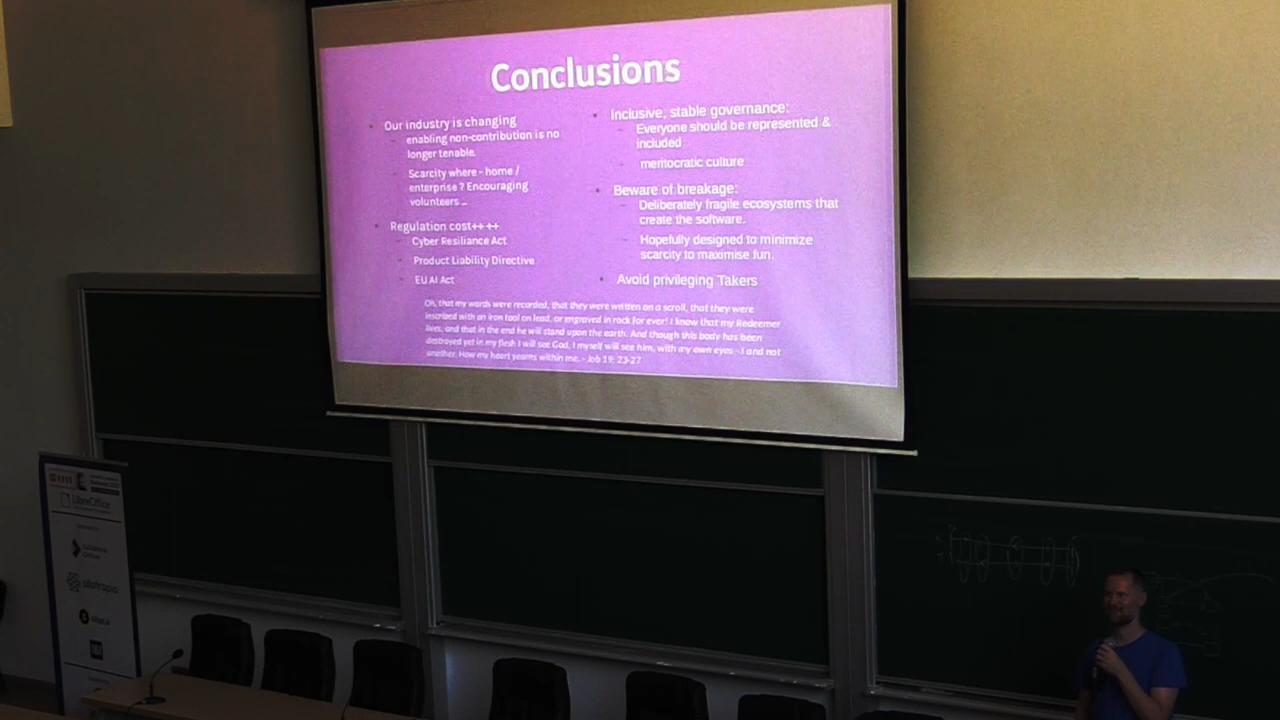 Conclusions
Our industry is changing
enabling non-contribution is no
longer tenable.
Scarcity where - home /
enterprise ? Encouraging
volunteers ...
Regulation cost++ ++
Cyber Resiliance Act
Product Liability Directive
EU AI Act
Inclusive, stable governance:
Everyone should be represented &
included
meritocratic culture
Beware of breakage:
Deliberately fragile ecosystems that
create the software.
Hopefully designed to minimize
scarcity to maximise fun.
Avoid privileging Takers
Oh, that my words were recorded, that they were written on a scroll, that they were
inscribed with an iron tool on lead, or engraved in rock for ever! I know that my Redeemer
lives, and that in the end he will stand upon the earth. And though this body has been
destroyed yet in my flesh I will see God, I myself will see him, with my own eyes - I and not
another. How my heart yearns within me. - Job 19: 23-27
LibreOffice
allotropia